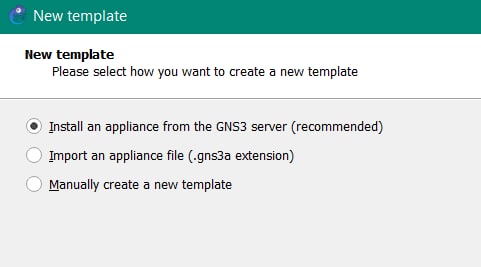 New template
New template
Please select how you want to create a new template
Install an appliance from the GNS3 server (recommended)
Import an appliance file (.gns3a extension)
Manually create a new template